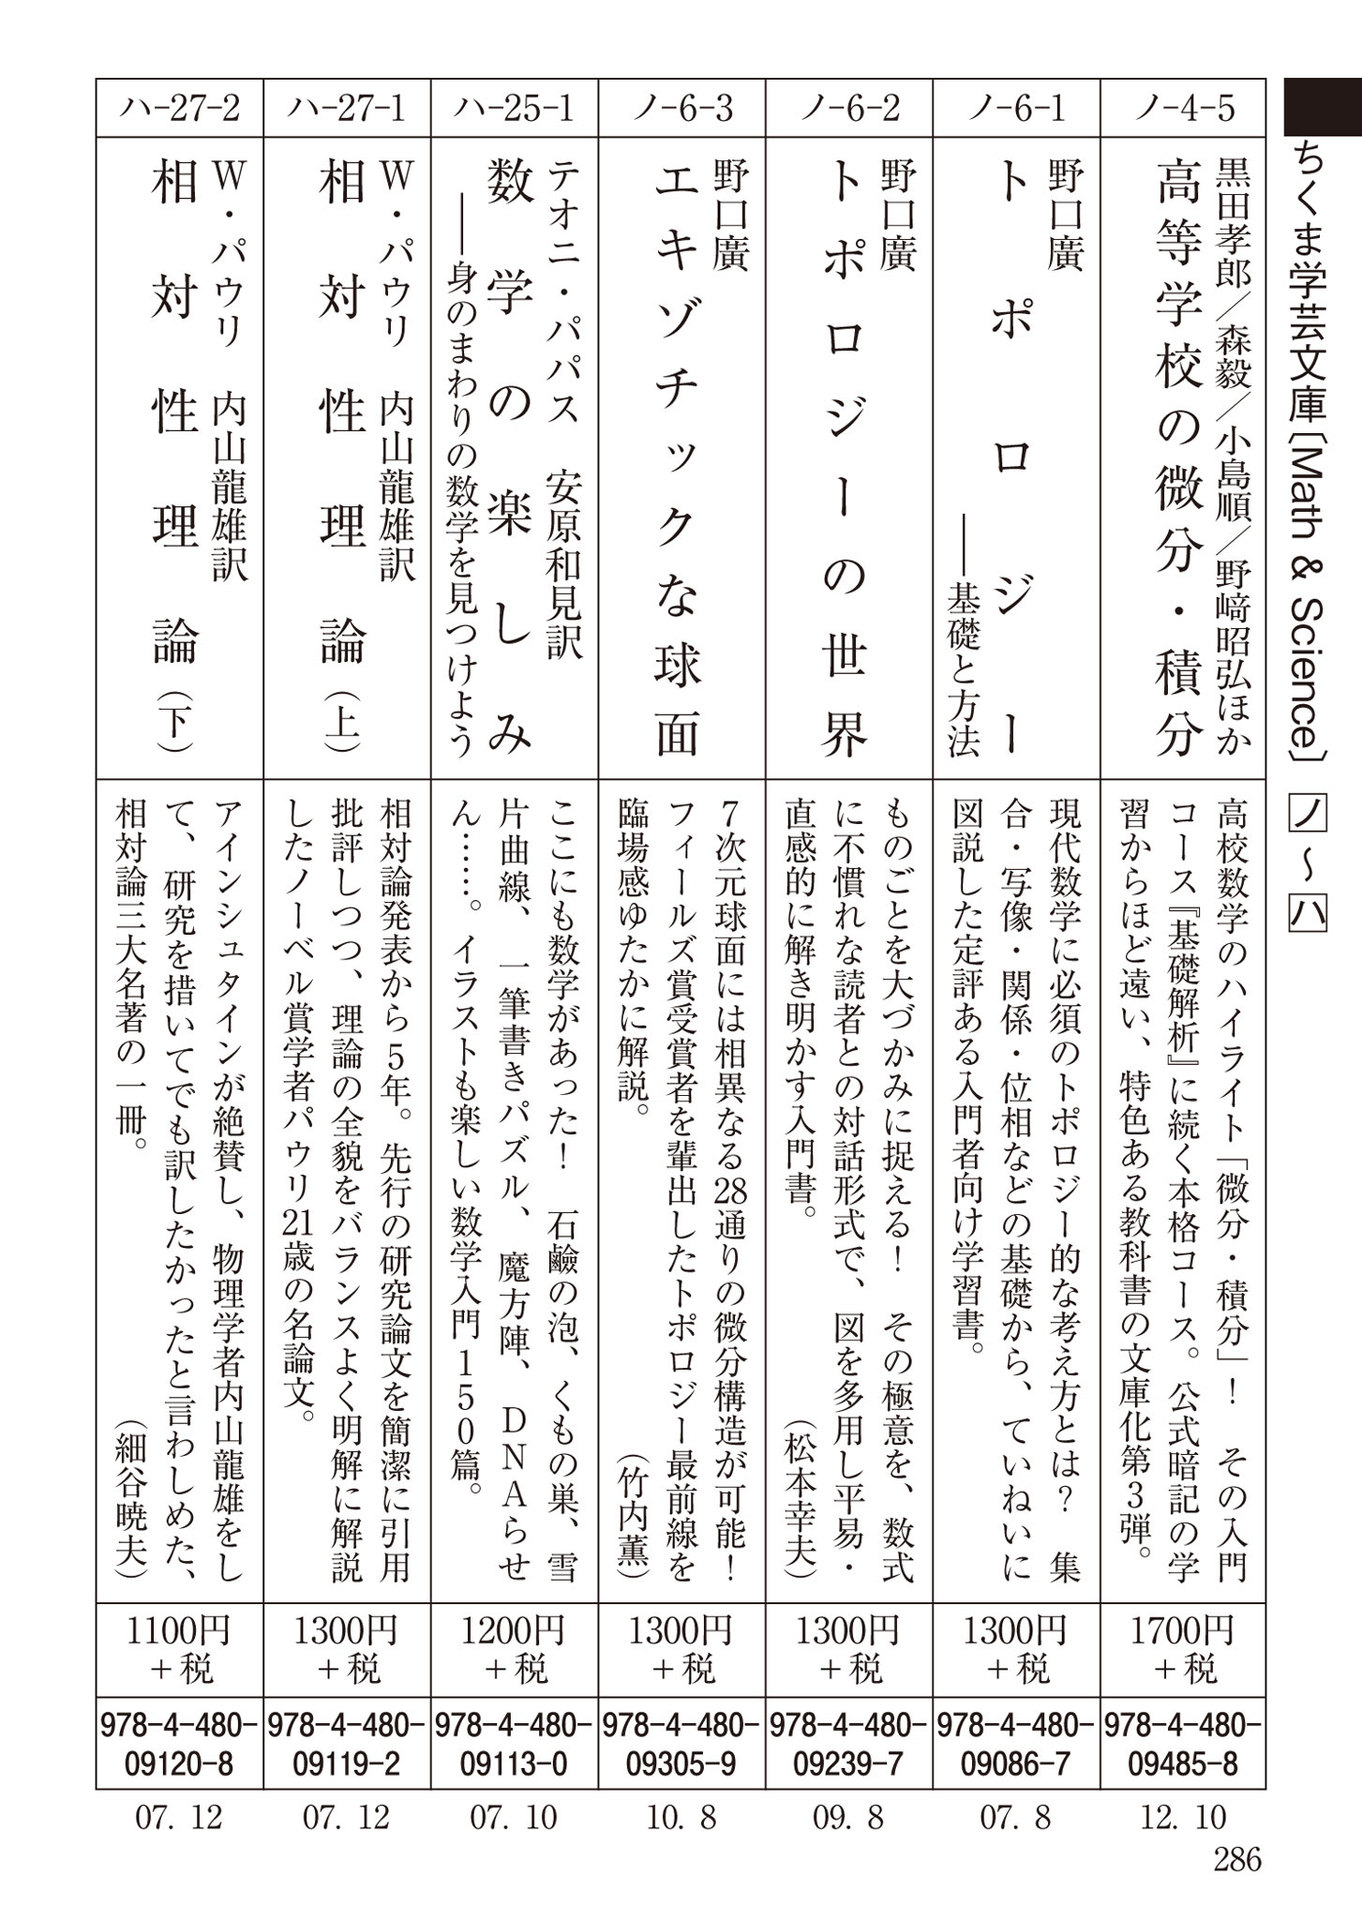 ちくま学芸文庫〔Math & Science〕 ノ〜ハ
ノ-4-5
黒田孝郎／森毅／小島順／野﨑昭弘ほか
高等学校の微分・積分
高校数学のハイライト「微分・積分」！　その入門
コース『基礎解析』に続く本格コース。公式暗記の学
習からほど遠い、特色ある教科書の文庫化第3弾。
1700円
＋税
978-4-480-
09485-8
12. 10
ノ-6-1
野口廣
トポロジー
――基礎と方法
現代数学に必須のトポロジー的な考え方とは？　集
合・写像・関係・位相などの基礎から、ていねいに
図説した定評ある入門者向け学習書。
1300円
＋税
978-4-480-
09086-7
07. 8
ノ-6-2
野口廣
トポロジーの世界
ものごとを大づかみに捉える！　その極意を、数式
に不慣れな読者との対話形式で、図を多用し平易・
直感的に解き明かす入門書。
（松本幸夫）
1300円
＋税
978-4-480-
09239-7
09. 8
ノ-6-3
野口廣
エキゾチックな球面
7次元球面には相異なる28通りの微分構造が可能！
フィールズ賞受賞者を輩出したトポロジー最前線を
臨場感ゆたかに解説。
（竹内薫）
1300円
＋税
978-4-480-
09305-9
10. 8
ハ-25-1
テオニ・パパス　安原和見訳
数学の楽しみ
――身のまわりの数学を見つけよう
ここにも数学があった！　石鹼の泡、くもの巣、雪
片曲線、一筆書きパズル、魔方陣、DNAらせ
ん……。イラストも楽しい数学入門150篇。
1200円
＋税
978-4-480-
09113-0
07. 10
ハ-27-1
W・パウリ　内山龍雄訳
相対性理論（上）
相対論発表から5年。先行の研究論文を簡潔に引用
批評しつつ、理論の全貌をバランスよく明解に解説
したノーベル賞学者パウリ21歳の名論文。
1300円
＋税
978-4-480-
09119-2
07. 12
ハ-27-2
W・パウリ　内山龍雄訳
相対性理論（下）
アインシュタインが絶賛し、物理学者内山龍雄をし
て、研究を措いてでも訳したかったと言わしめた、
相対論三大名著の一冊。
（細谷暁夫）
1100円
＋税
978-4-480-
09120-8
07. 12
286